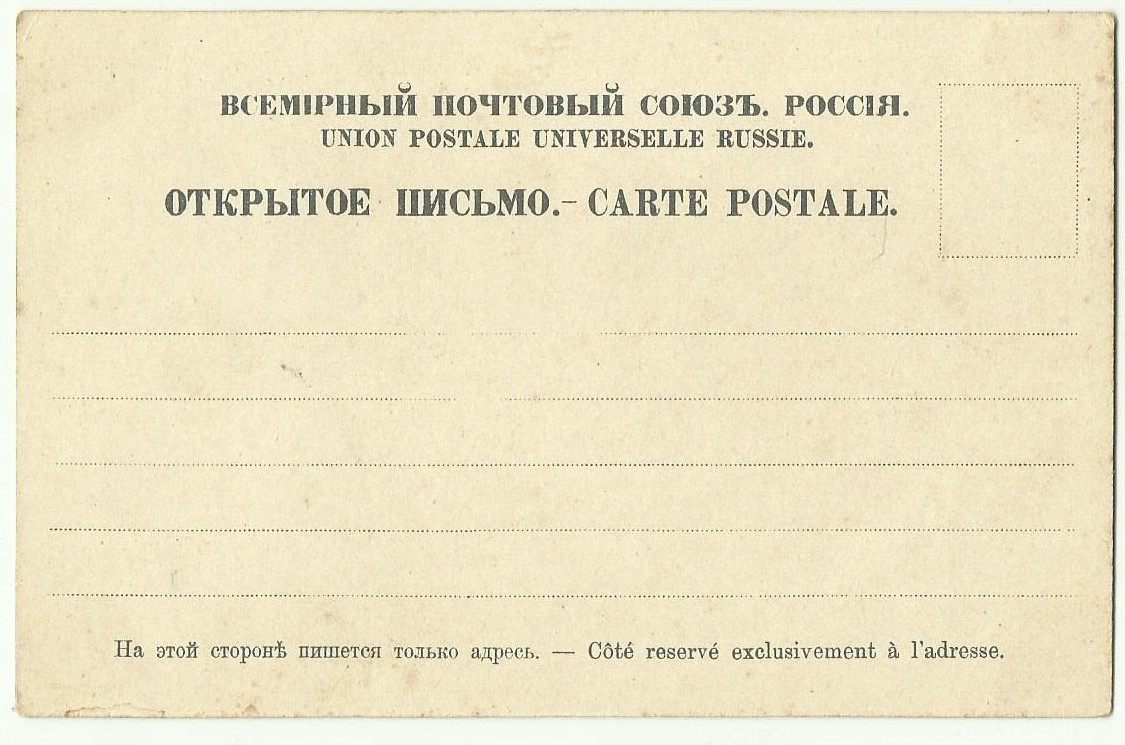 ВСЕМІРНЫЙ ПОЧТОВЫЙ СОЮЗЪ. РОССІЯ.
UNION POSTALE UNIVERSELLE RUSSIE.
ОТКРЫТОЕ ПИСЬМО.- CARTE POSTALE.
На этой сторонѣ пишется только адресь. — Côté reservé exclusivement à l'adresse.